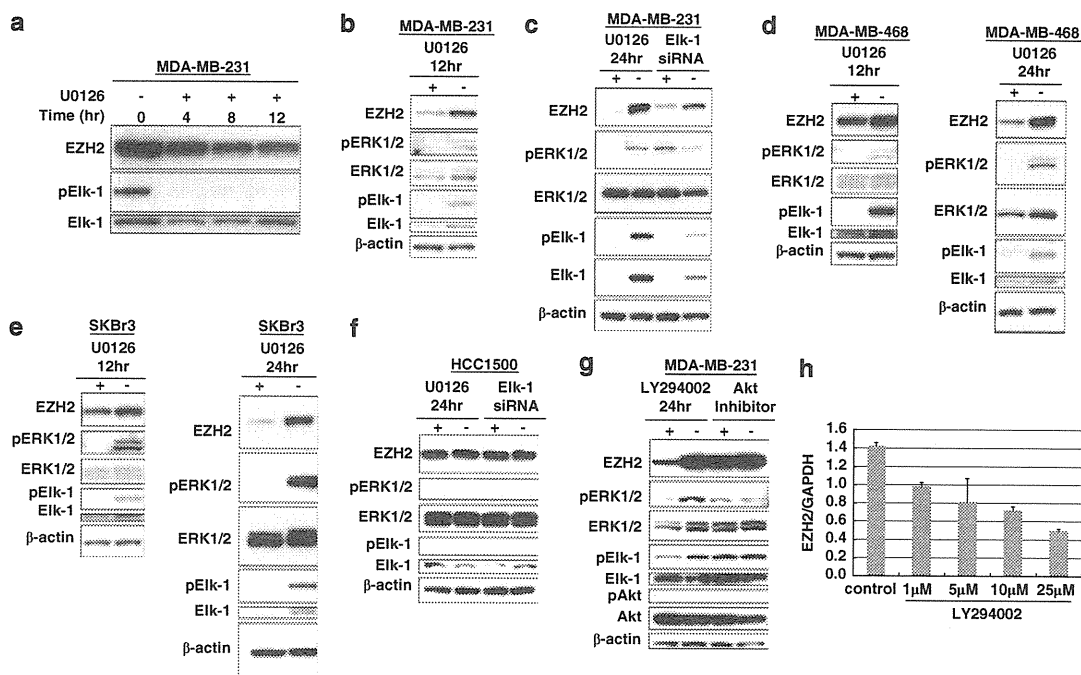 a
MDA-MB-231
U0126 - + + +
Time (hr) 0 4 8 12
EZH2
pElk-1
Elk-1
b
MDA-MB-231
U0126
12hr
+ -
EZH2
pERK1/2
ERK1/2
pElk-1
Elk-1
β-actin
c
MDA-MB-231
U0126 Elk-1
24hr siRNA
+ - + -
EZH2
pERK1/2
ERK1/2
pElk-1
Elk-1
β-actin
d
MDA-MB-468
U0126
12hr
+ -
EZH2
pERK1/2
ERK1/2
pElk-1
Elk-1
β-actin
MDA-MB-468
U0126
24hr
+ -
EZH2
pERK1/2
ERK1/2
pElk-1
Elk-1
β-actin
e
SKBr3
U0126
12hr
+ -
EZH2
pERK1/2
ERK1/2
pElk-1
Elk-1
β-actin
SKBr3
U0126
24hr
+ -
EZH2
pERK1/2
ERK1/2
pElk-1
Elk-1
β-actin
f
HCC1500
U0126 Elk-1
24hr siRNA
+ - + -
EZH2
pERK1/2
ERK1/2
pElk-1
Elk-1
β-actin
g
MDA-MB-231
LY294002 Akt
24hr Inhibitor
+ - + -
EZH2
pERK1/2
ERK1/2
pElk-1
Elk-1
pAkt
Akt
β-actin
h
EZH2/GAPDH
1.6
1.4
1.2
1.0
0.8
0.6
0.4
0.2
0.0
control 1μM 5μM 10μM 25μM
LY294002